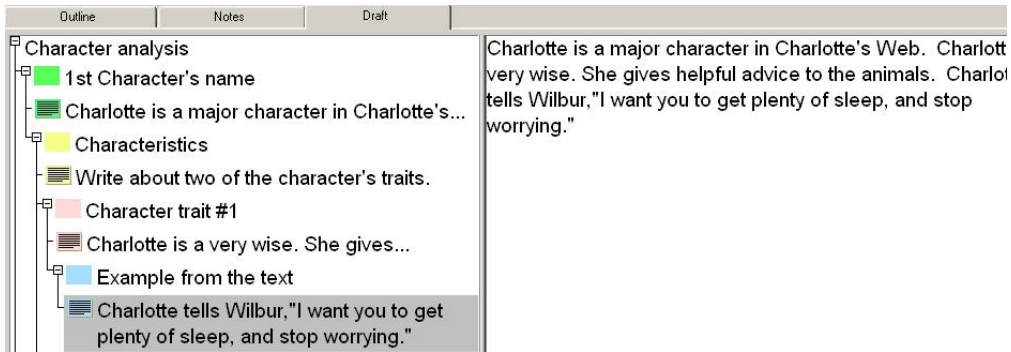 Outline Notes Draft
Character analysis
1st Character's name
Charlotte is a major character in Charlotte's...
Characteristics
Write about two of the character's traits.
Character trait #1
Charlotte is a very wise. She gives...
Example from the text
Charlotte tells Wilbur,"I want you to get
plenty of sleep, and stop worrying."
Charlotte is a major character in Charlotte's Web. Charlott
very wise. She gives helpful advice to the animals. Charlot
tells Wilbur,"I want you to get plenty of sleep, and stop
worrying."